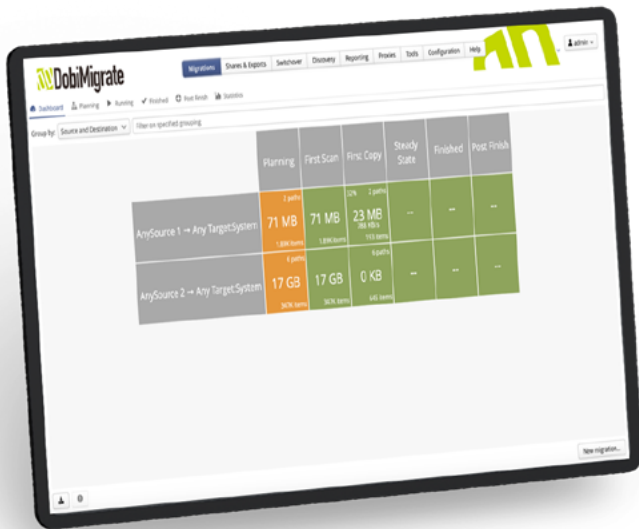 DobiMigrate
Migrations Shares & Exports Switchover Discovery Reporting Proxies Tools Configuration Help
admin
Dashboard Planning Running Finished Post Finish Statistics
Group by: Source and Destination Filter on specified grouping
Planning First Scan First Copy Steady State Finished Post Finish
AnySource 1 → Any Target:System
2 paths
71 MB
1.89K items
71 MB
1.89K items
32% 2 paths
23 MB
113 items
--
--
--
AnySource 2 → Any Target:System
4 paths
17 GB
367K items
17 GB
367K items
6 paths
0 KB
645 items
--
--
--
New migration...